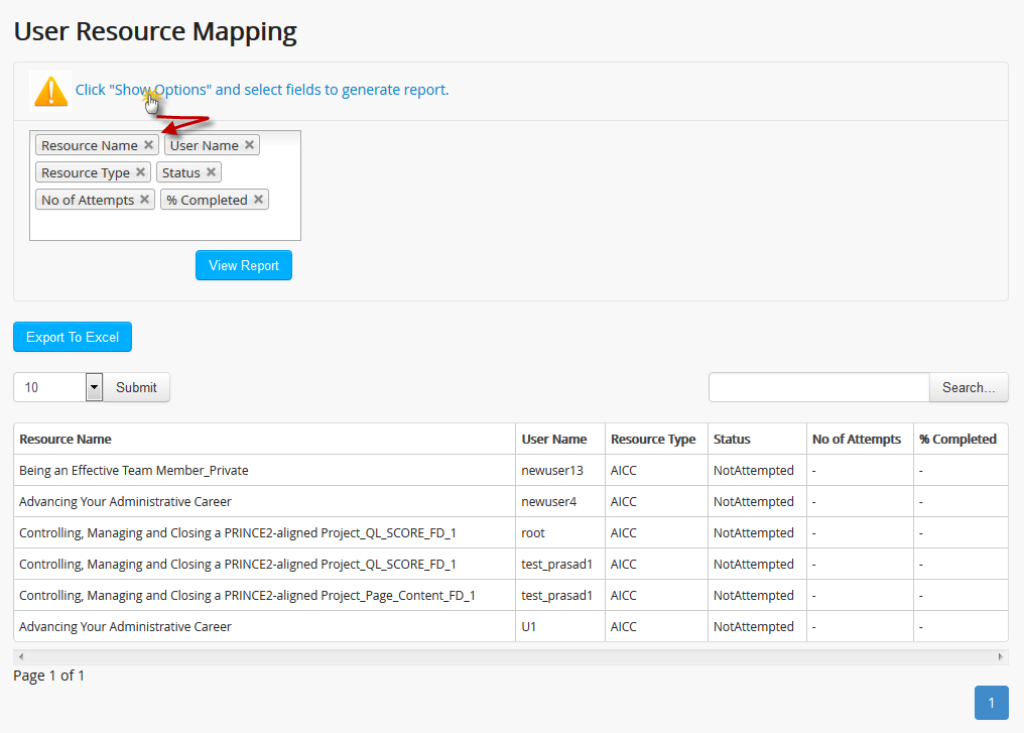 User Resource Mapping
Click "Show Options" and select fields to generate report.
Resource Name ✕ User Name ✕
Resource Type ✕ Status ✕
No of Attempts ✕ % Completed ✕
View Report
Export To Excel
10 Submit Search...
Resource Name User Name Resource Type Status No of Attempts % Completed
Being an Effective Team Member_Private newuser13 AICC NotAttempted - -
Advancing Your Administrative Career newuser4 AICC NotAttempted - -
Controlling, Managing and Closing a PRINCE2-aligned Project_QL_SCORE_FD_1 root AICC NotAttempted - -
Controlling, Managing and Closing a PRINCE2-aligned Project_QL_SCORE_FD_1 test_prasad1 AICC NotAttempted - -
Controlling, Managing and Closing a PRINCE2-aligned Project_Page_Content_FD_1 test_prasad1 AICC NotAttempted - -
Advancing Your Administrative Career U1 AICC NotAttempted - -
Page 1 of 1
1